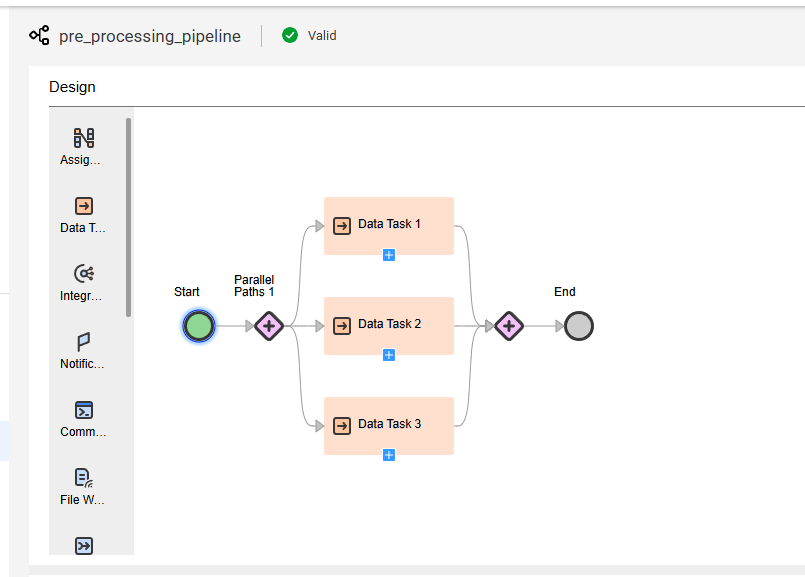 pre_processing_pipeline
Valid
Design
Assig...
Data T...
Integr...
Notific...
Comm...
File W...
Start
Parallel
Paths 1
Data Task 1
Data Task 2
Data Task 3
End